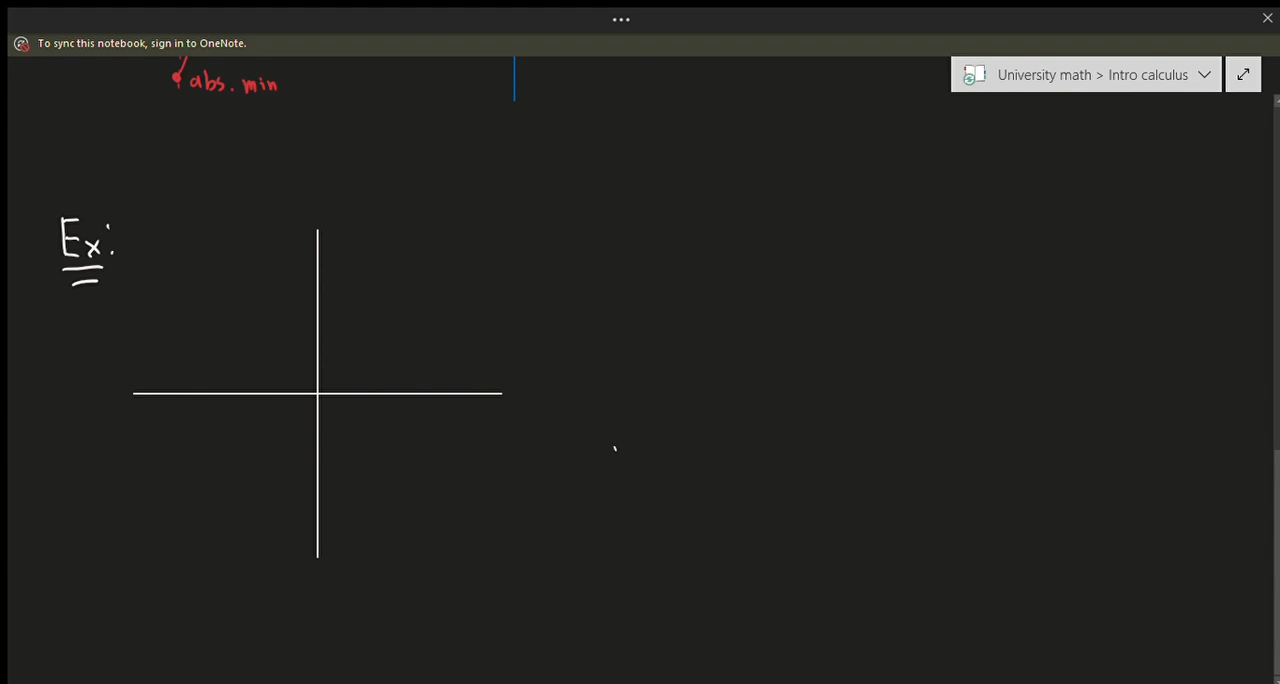 To sync this notebook, sign in to OneNote.
University math > Intro calculus
abs. min
Ex: